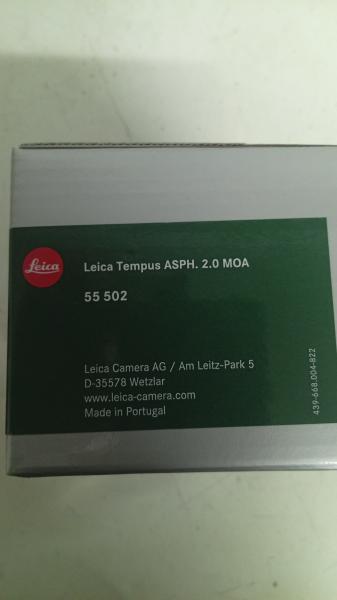 Leica
Leica Tempus ASPH. 2.0 MOA
55 502
Leica Camera AG / Am Leitz-Park 5
D-35578 Wetzlar
www.leica-camera.com
Made in Portugal
439-668.004-822